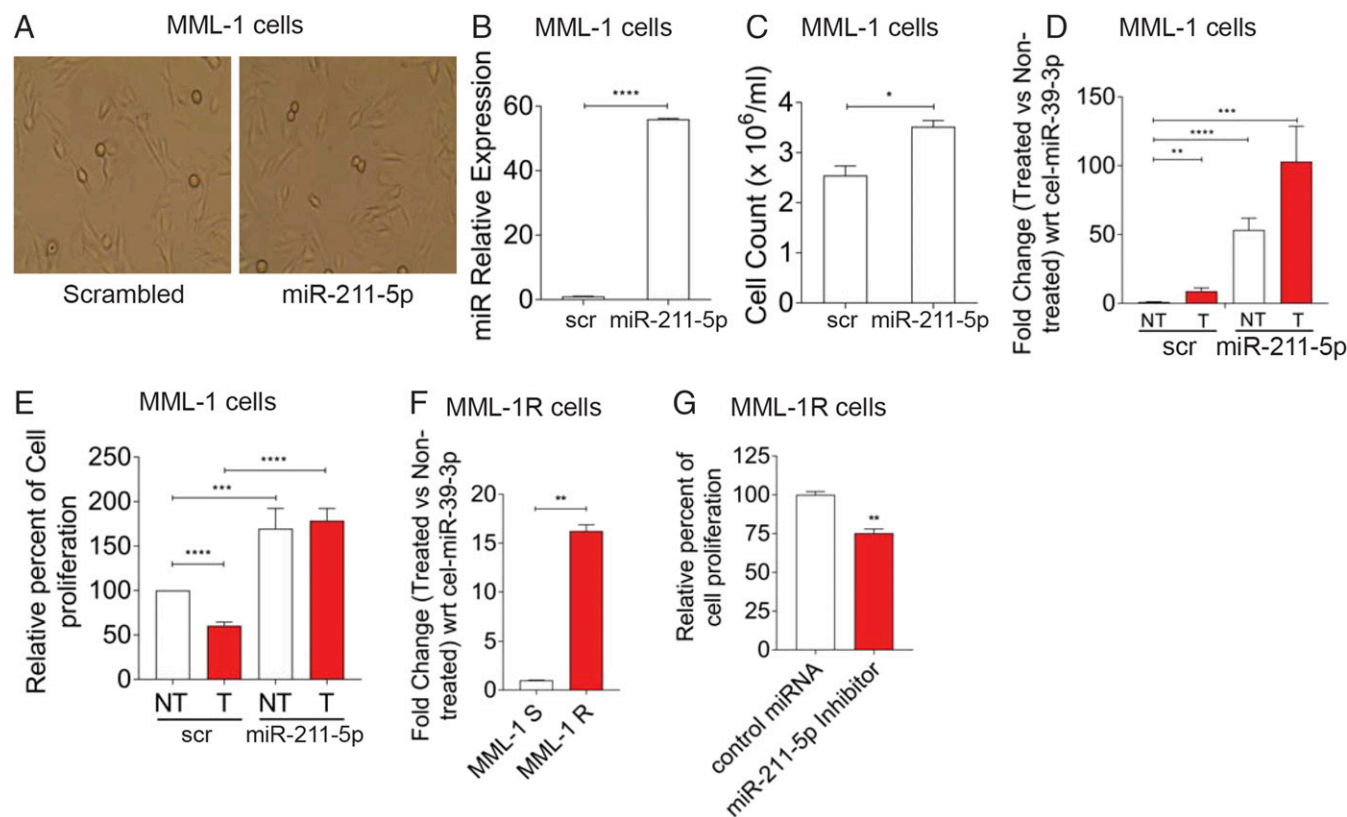 A
MML-1 cells
Scrambled
miR-211-5p
B
MML-1 cells
miR Relative Expression
60
40
20
0
****
scr
miR-211-5p
C
MML-1 cells
Cell Count (x 10⁶/ml)
4
3
2
1
0
*
scr
miR-211-5p
D
MML-1 cells
Fold Change (Treated vs Non-
treated) wrt cel-miR-39-3p
150
100
50
0
***
****
**
NT
T
NT
T
scr
miR-211-5p
E
MML-1 cells
Relative percent of Cell
proliferation
250
200
150
100
50
0
****
***
****
NT
T
NT
T
scr
miR-211-5p
F
MML-1R cells
Fold Change (Treated vs Non-
treated) wrt cel-miR-39-3p
20
15
10
5
0
**
MML-1 S
MML-1 R
G
MML-1R cells
Relative percent of
cell proliferation
125
100
75
50
25
0
**
control miRNA
miR-211-5p Inhibitor